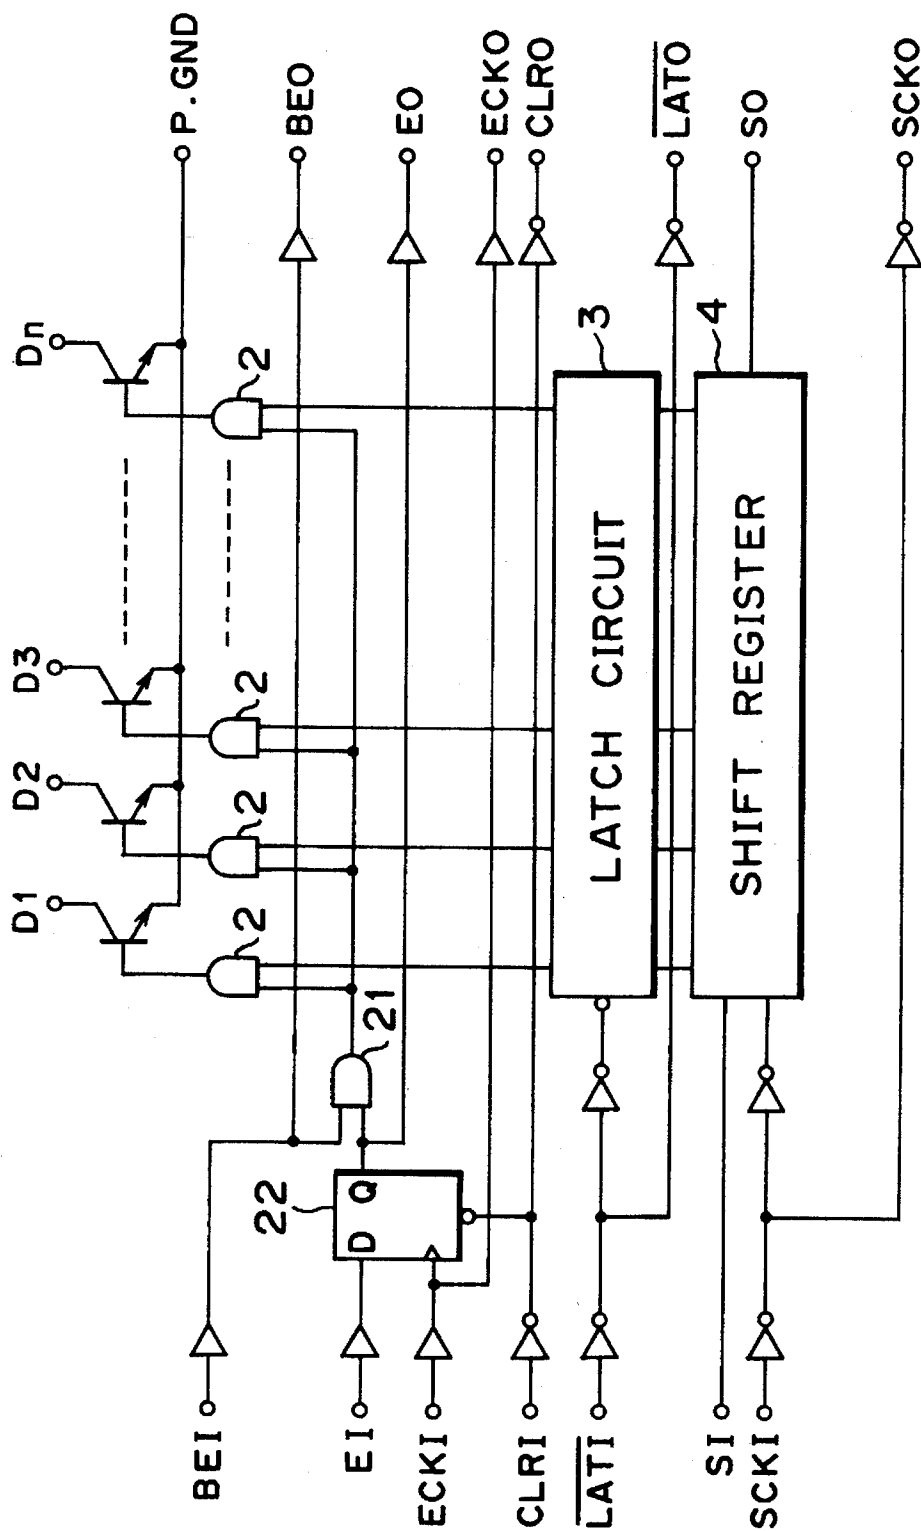 D1
D2
D3
Dn
P.GND
2
2
2
2
BEI
BEO
21
EI
22
D
Q
EO
ECKI
ECKO
CLRI
CLRO
LATI
LATCH CIRCUIT
3
LATO
SI
SHIFT REGISTER
4
SO
SCKI
SCKO